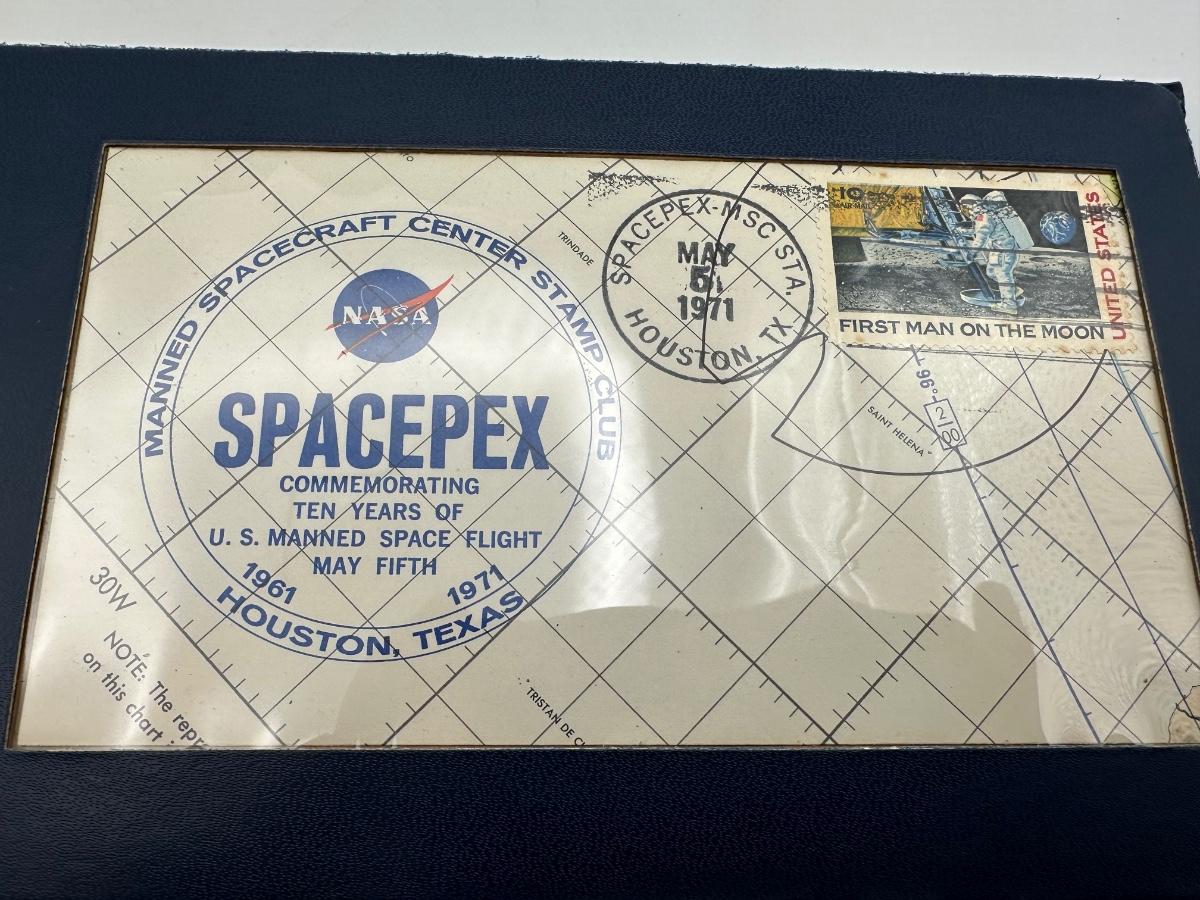 MANNED SPACECRAFT CENTER STAMP CLUB
NASA
SPACEPEX
COMMEMORATING
TEN YEARS OF
U. S. MANNED SPACE FLIGHT
MAY FIFTH
1961 1971
HOUSTON, TEXAS
SPACEPEX-MSC STA.
MAY
5
1971
HOUSTON, TX
10
FIRST MAN ON THE MOON
UNITED STATES
TRINDADE
96°
SAINT HELENA
30W
NOTE: The
on this chart
TRISTAN DE